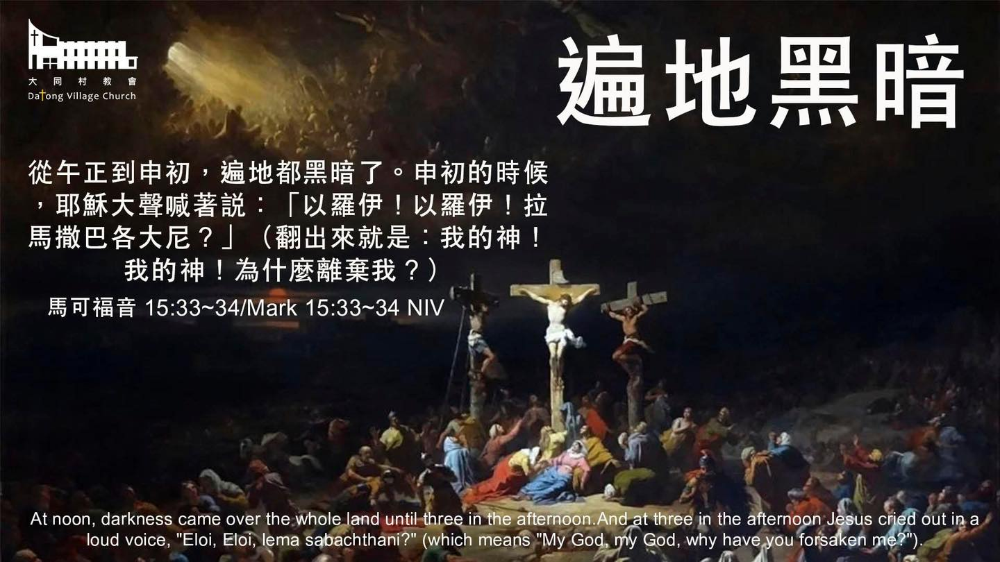 大同村教會
Datong Village Church
遍地黑暗
從午正到申初，遍地都黑暗了。申初的時候
，耶穌大聲喊著説：「以羅伊！以羅伊！拉
馬撒巴各大尼？」（翻出來就是：我的神！
我的神！為什麼離棄我？）
馬可福音 15:33~34/Mark 15:33~34 NIV
At noon, darkness came over the whole land until three in the afternoon.And at three in the afternoon Jesus cried out in a
loud voice, "Eloi, Eloi, lema sabachthani?" (which means "My God, my God, why have you forsaken me?").